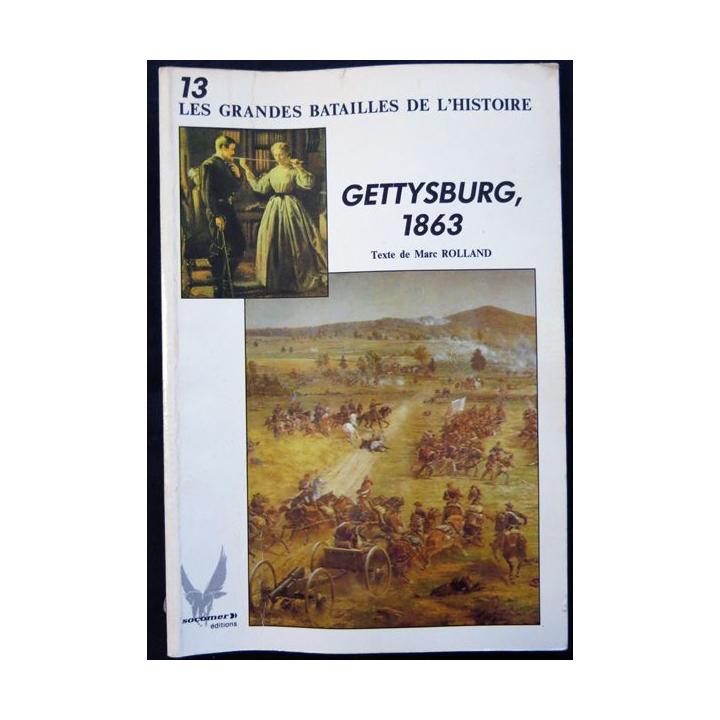 13
LES GRANDES BATAILLES DE L'HISTOIRE
GETTYSBURG,
1863
Texte de Marc ROLLAND
socomer
éditions